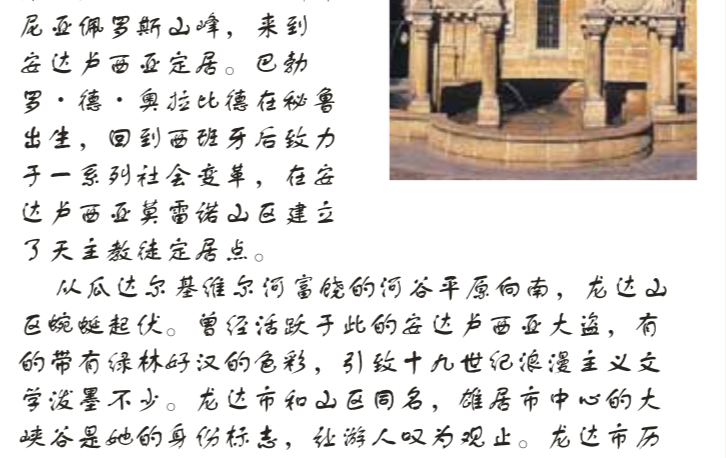 尼亚佩罗斯山峰，来到
安达卢西亚定居。巴勃
罗·德·奥拉比德在秘鲁
出生，回到西班牙后致力
于一系列社会变革，在安
达卢西亚莫雷诺山区建立
了天主教徒定居点。
从瓜达尔基维尔河富饶的河谷平原向南，龙达山
区蜿蜒起伏。曾经活跃于此的安达卢西亚大盗，有
的带有绿林好汉的色彩，引致十九世纪浪漫主义文
学泼墨不少。龙达市和山区同名，雄居市中心的大
峡谷是她的身份标志，让游人叹为观止。龙达市历